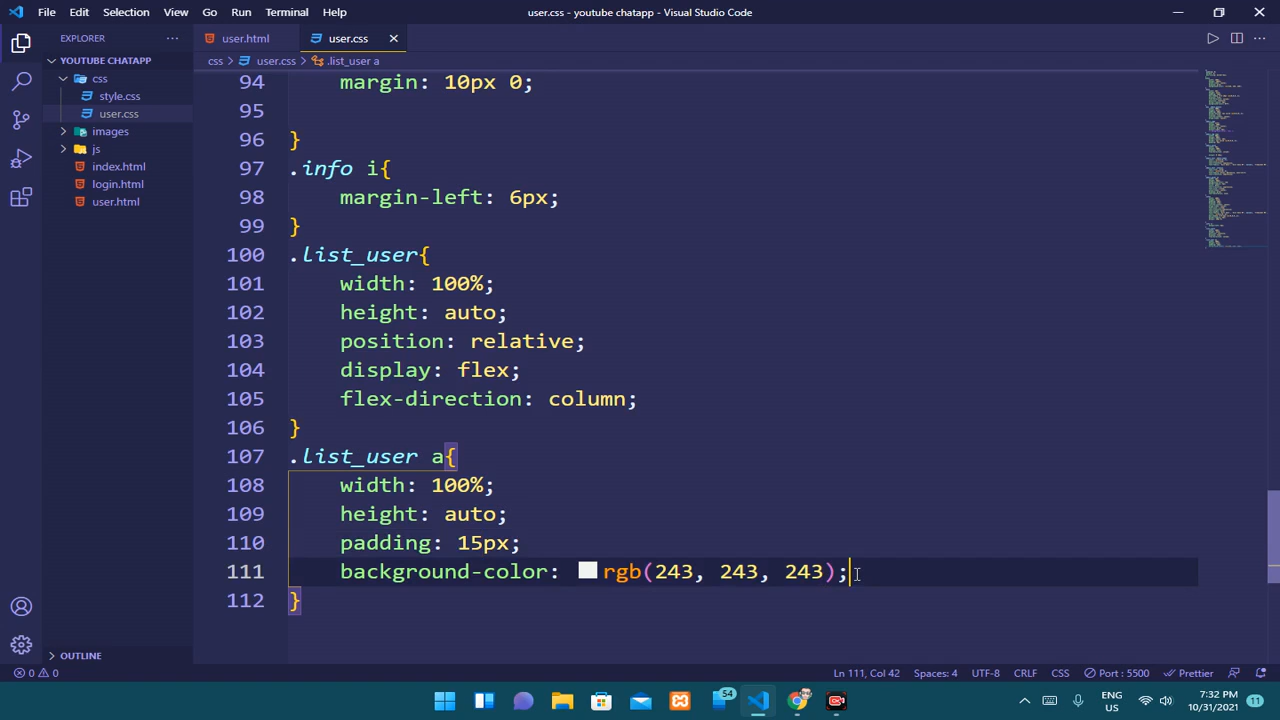 File Edit Selection View Go Run Terminal Help
user.css - youtube chatapp - Visual Studio Code
EXPLORER
YOUTUBE CHATAPP
css
style.css
user.css
images
js
index.html
login.html
user.html
OUTLINE
user.html
user.css
css > user.css > .list_user a
94 margin: 10px 0;
95
96 }
97 .info i{
98 margin-left: 6px;
99 }
100 .list_user{
101 width: 100%;
102 height: auto;
103 position: relative;
104 display: flex;
105 flex-direction: column;
106 }
107 .list_user a{
108 width: 100%;
109 height: auto;
110 padding: 15px;
111 background-color: rgb(243, 243, 243);
112 }
0 0
Ln 111, Col 42 Spaces: 4 UTF-8 CRLF CSS Port : 5500 Prettier
54
ENG
US
7:32 PM
10/31/2021
11